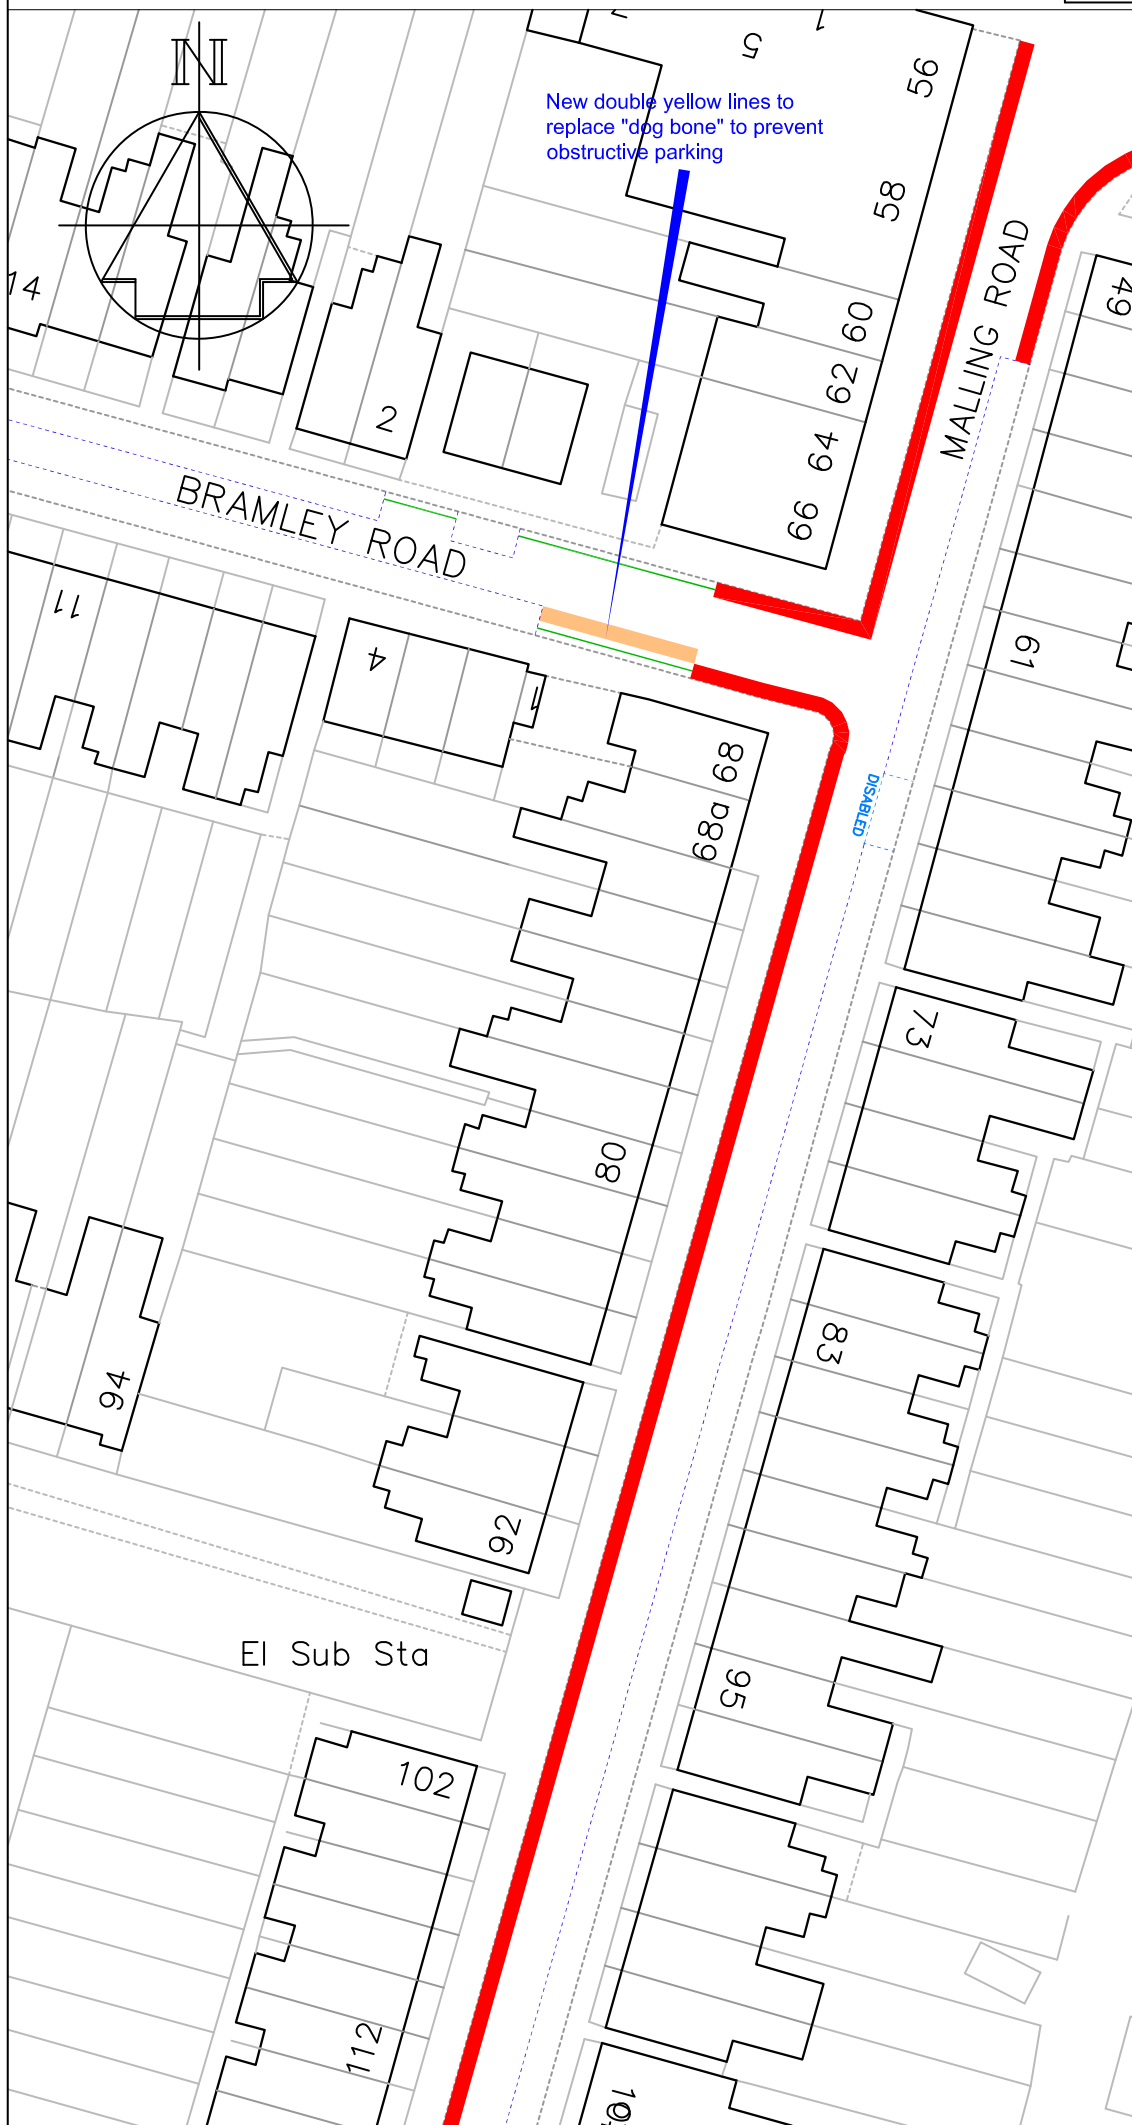 N
New double yellow lines to
replace "dog bone" to prevent
obstructive parking
5
1
56
58
60
62
64
66
49
14
2
MALLING ROAD
BRAMLEY ROAD
11
4
1
68
68a
61
DISABLED
73
80
83
94
92
El Sub Sta
95
102
112